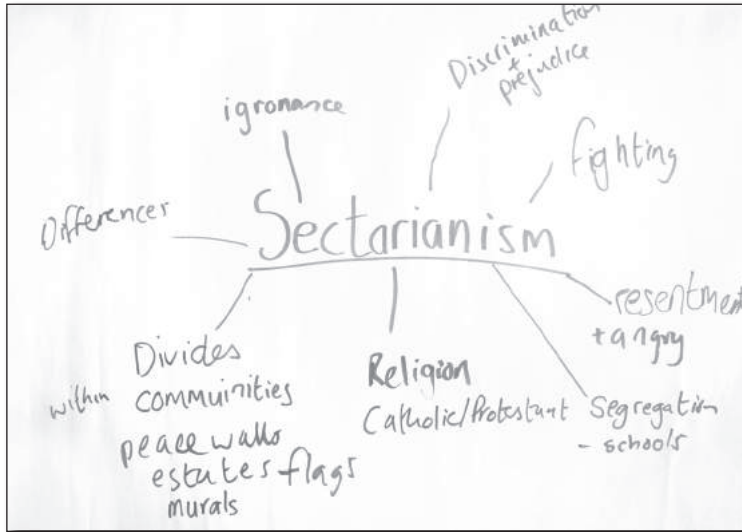 Discrimination
+
prejudice
igronance
fighting
Differences
Sectarianism
resentment
+ angry
Divides
within communities
peace walls
estates flags
murals
Religion
Catholic/Protestant
Segregation
- schools